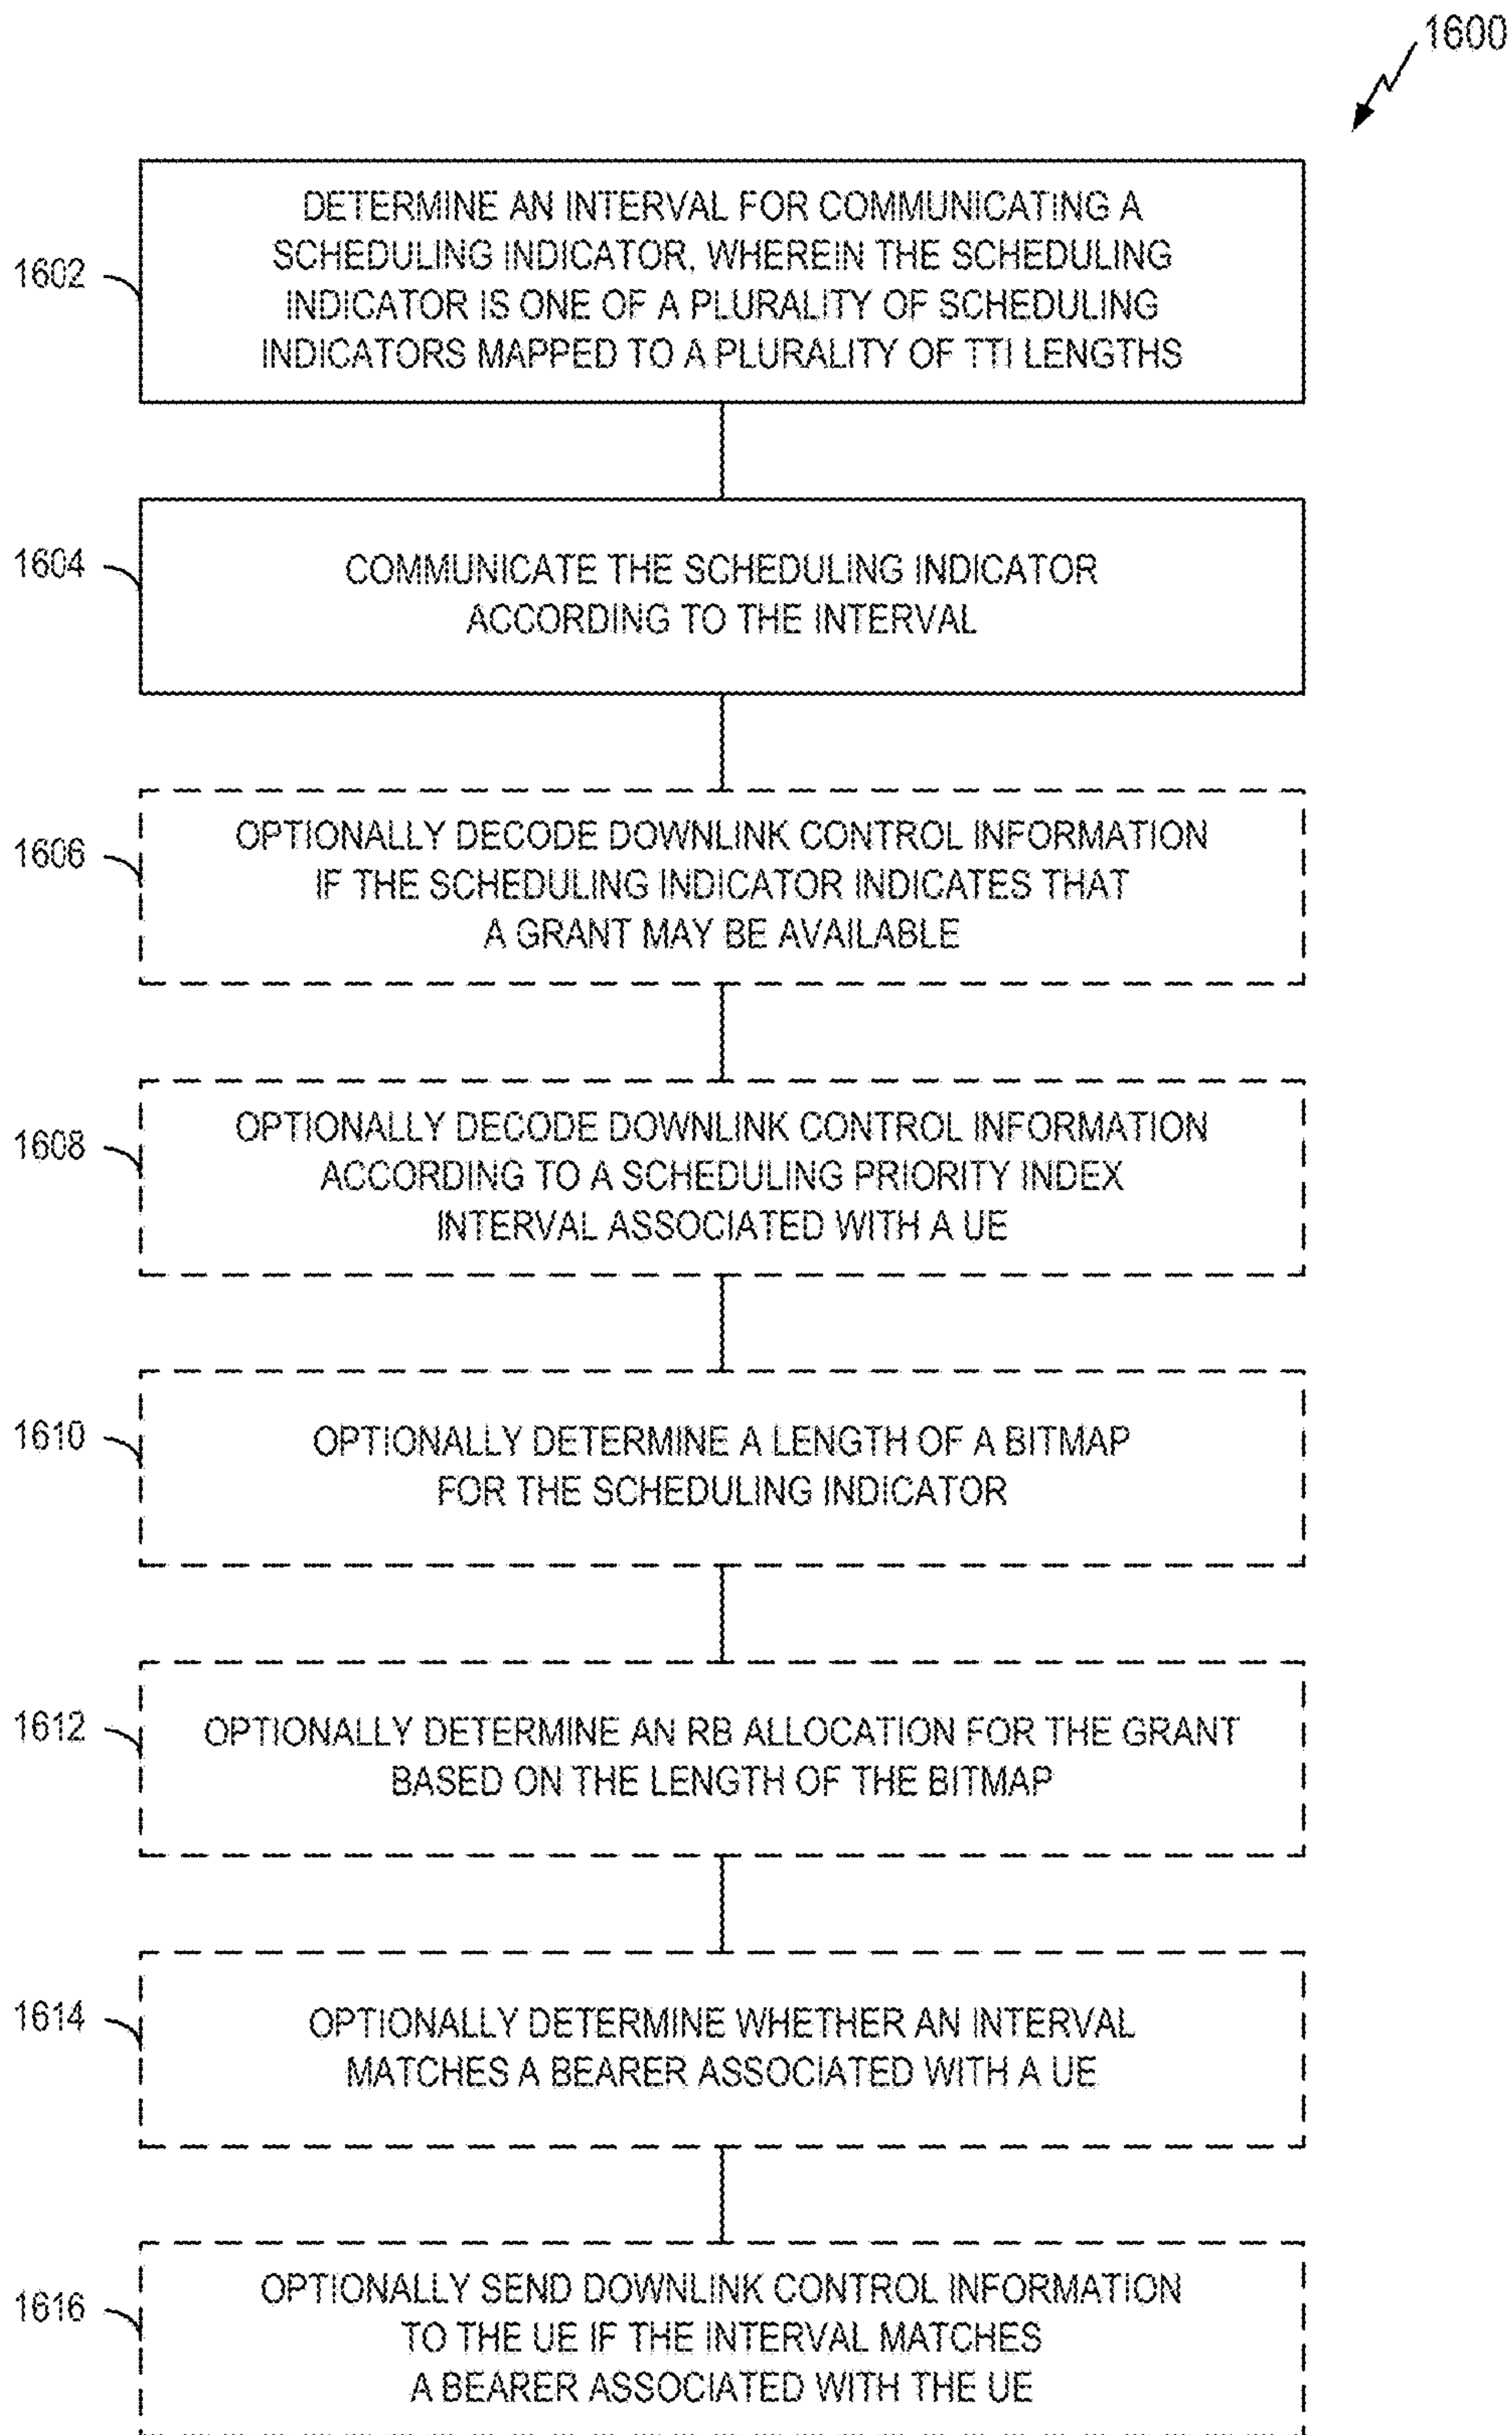 1600
1602
DETERMINE AN INTERVAL FOR COMMUNICATING A
SCHEDULING INDICATOR, WHEREIN THE SCHEDULING
INDICATOR IS ONE OF A PLURALITY OF SCHEDULING
INDICATORS MAPPED TO A PLURALITY OF TTI LENGTHS
1604
COMMUNICATE THE SCHEDULING INDICATOR
ACCORDING TO THE INTERVAL
1606
OPTIONALLY DECODE DOWNLINK CONTROL INFORMATION
IF THE SCHEDULING INDICATOR INDICATES THAT
A GRANT MAY BE AVAILABLE
1608
OPTIONALLY DECODE DOWNLINK CONTROL INFORMATION
ACCORDING TO A SCHEDULING PRIORITY INDEX
INTERVAL ASSOCIATED WITH A UE
1610
OPTIONALLY DETERMINE A LENGTH OF A BITMAP
FOR THE SCHEDULING INDICATOR
1612
OPTIONALLY DETERMINE AN RB ALLOCATION FOR THE GRANT
BASED ON THE LENGTH OF THE BITMAP
1614
OPTIONALLY DETERMINE WHETHER AN INTERVAL
MATCHES A BEARER ASSOCIATED WITH A UE
1616
OPTIONALLY SEND DOWNLINK CONTROL INFORMATION
TO THE UE IF THE INTERVAL MATCHES
A BEARER ASSOCIATED WITH THE UE